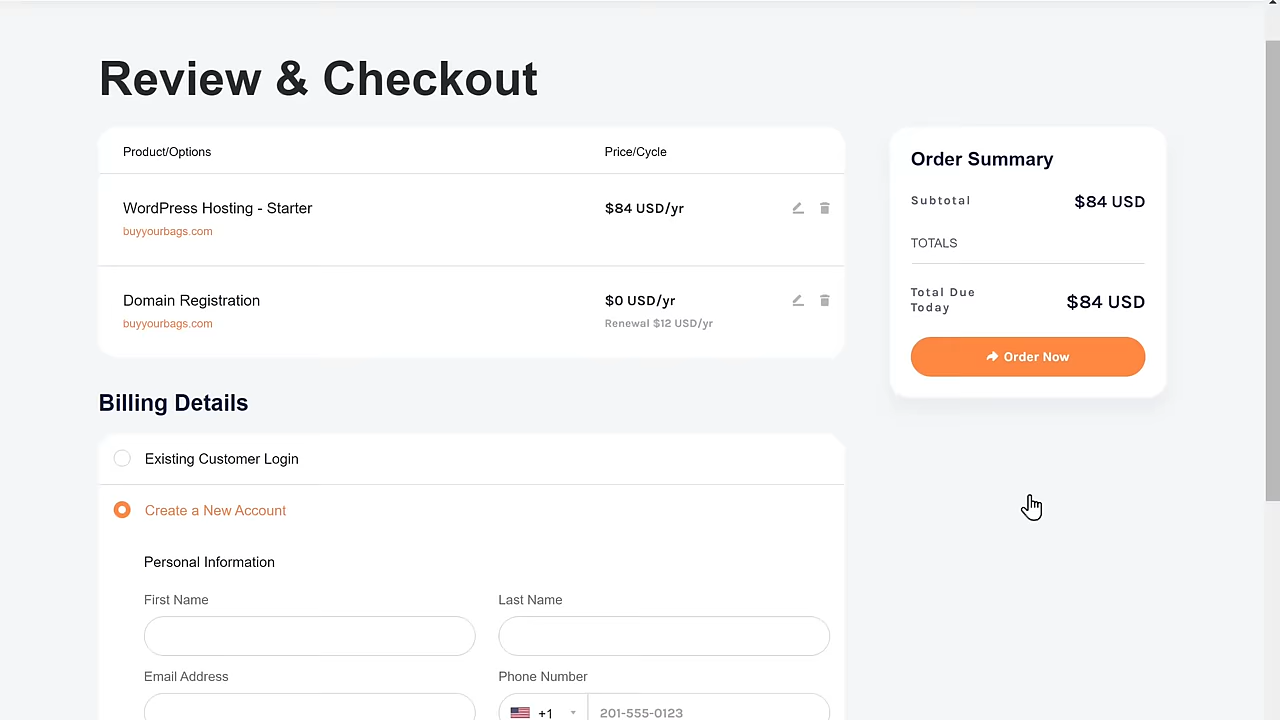 Review & Checkout
Product/Options Price/Cycle
WordPress Hosting - Starter $84 USD/yr
buyyourbags.com
Domain Registration $0 USD/yr
buyyourbags.com Renewal $12 USD/yr
Order Summary
Subtotal $84 USD
TOTALS
Total Due
Today $84 USD
Order Now
Billing Details
Existing Customer Login
Create a New Account
Personal Information
First Name Last Name
Email Address Phone Number
+1 201-555-0123